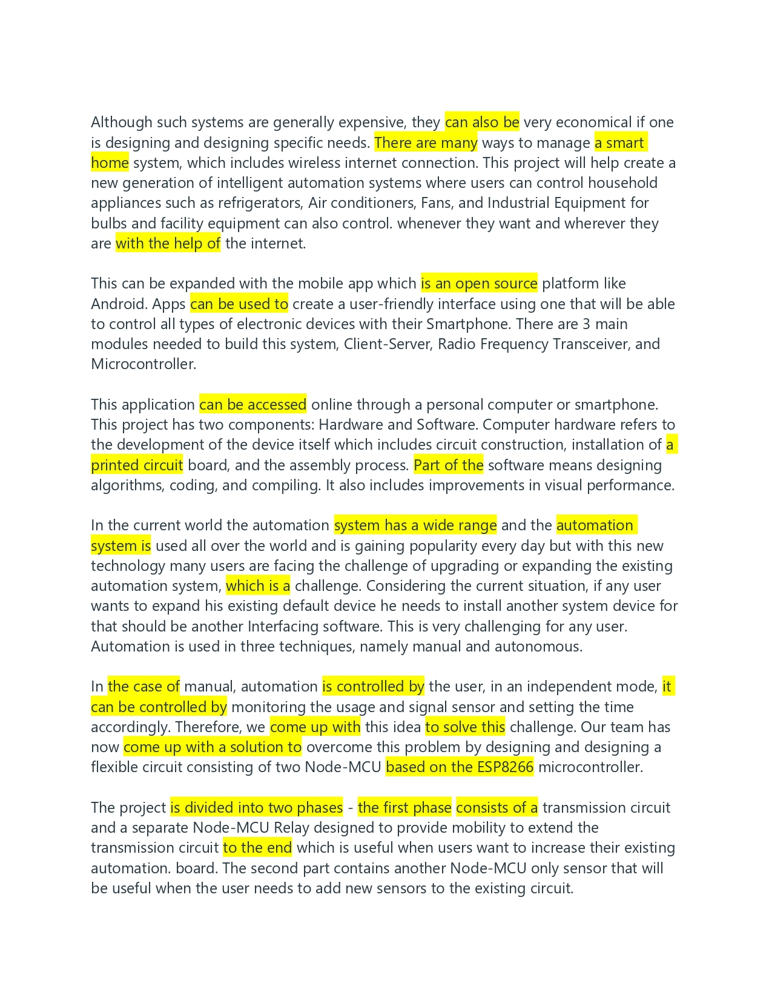 Although such systems are generally expensive, they can also be very economical if one
is designing and designing specific needs. There are many ways to manage a smart
home system, which includes wireless internet connection. This project will help create a
new generation of intelligent automation systems where users can control household
appliances such as refrigerators, Air conditioners, Fans, and Industrial Equipment for
bulbs and facility equipment can also control. whenever they want and wherever they
are with the help of the internet.
This can be expanded with the mobile app which is an open source platform like
Android. Apps can be used to create a user-friendly interface using one that will be able
to control all types of electronic devices with their Smartphone. There are 3 main
modules needed to build this system, Client-Server, Radio Frequency Transceiver, and
Microcontroller.
This application can be accessed online through a personal computer or smartphone.
This project has two components: Hardware and Software. Computer hardware refers to
the development of the device itself which includes circuit construction, installation of a
printed circuit board, and the assembly process. Part of the software means designing
algorithms, coding, and compiling. It also includes improvements in visual performance.
In the current world the automation system has a wide range and the automation
system is used all over the world and is gaining popularity every day but with this new
technology many users are facing the challenge of upgrading or expanding the existing
automation system, which is a challenge. Considering the current situation, if any user
wants to expand his existing default device he needs to install another system device for
that should be another Interfacing software. This is very challenging for any user.
Automation is used in three techniques, namely manual and autonomous.
In the case of manual, automation is controlled by the user, in an independent mode, it
can be controlled by monitoring the usage and signal sensor and setting the time
accordingly. Therefore, we come up with this idea to solve this challenge. Our team has
now come up with a solution to overcome this problem by designing and designing a
flexible circuit consisting of two Node-MCU based on the ESP8266 microcontroller.
The project is divided into two phases - the first phase consists of a transmission circuit
and a separate Node-MCU Relay designed to provide mobility to extend the
transmission circuit to the end which is useful when users want to increase their existing
automation. board. The second part contains another Node-MCU only sensor that will
be useful when the user needs to add new sensors to the existing circuit.